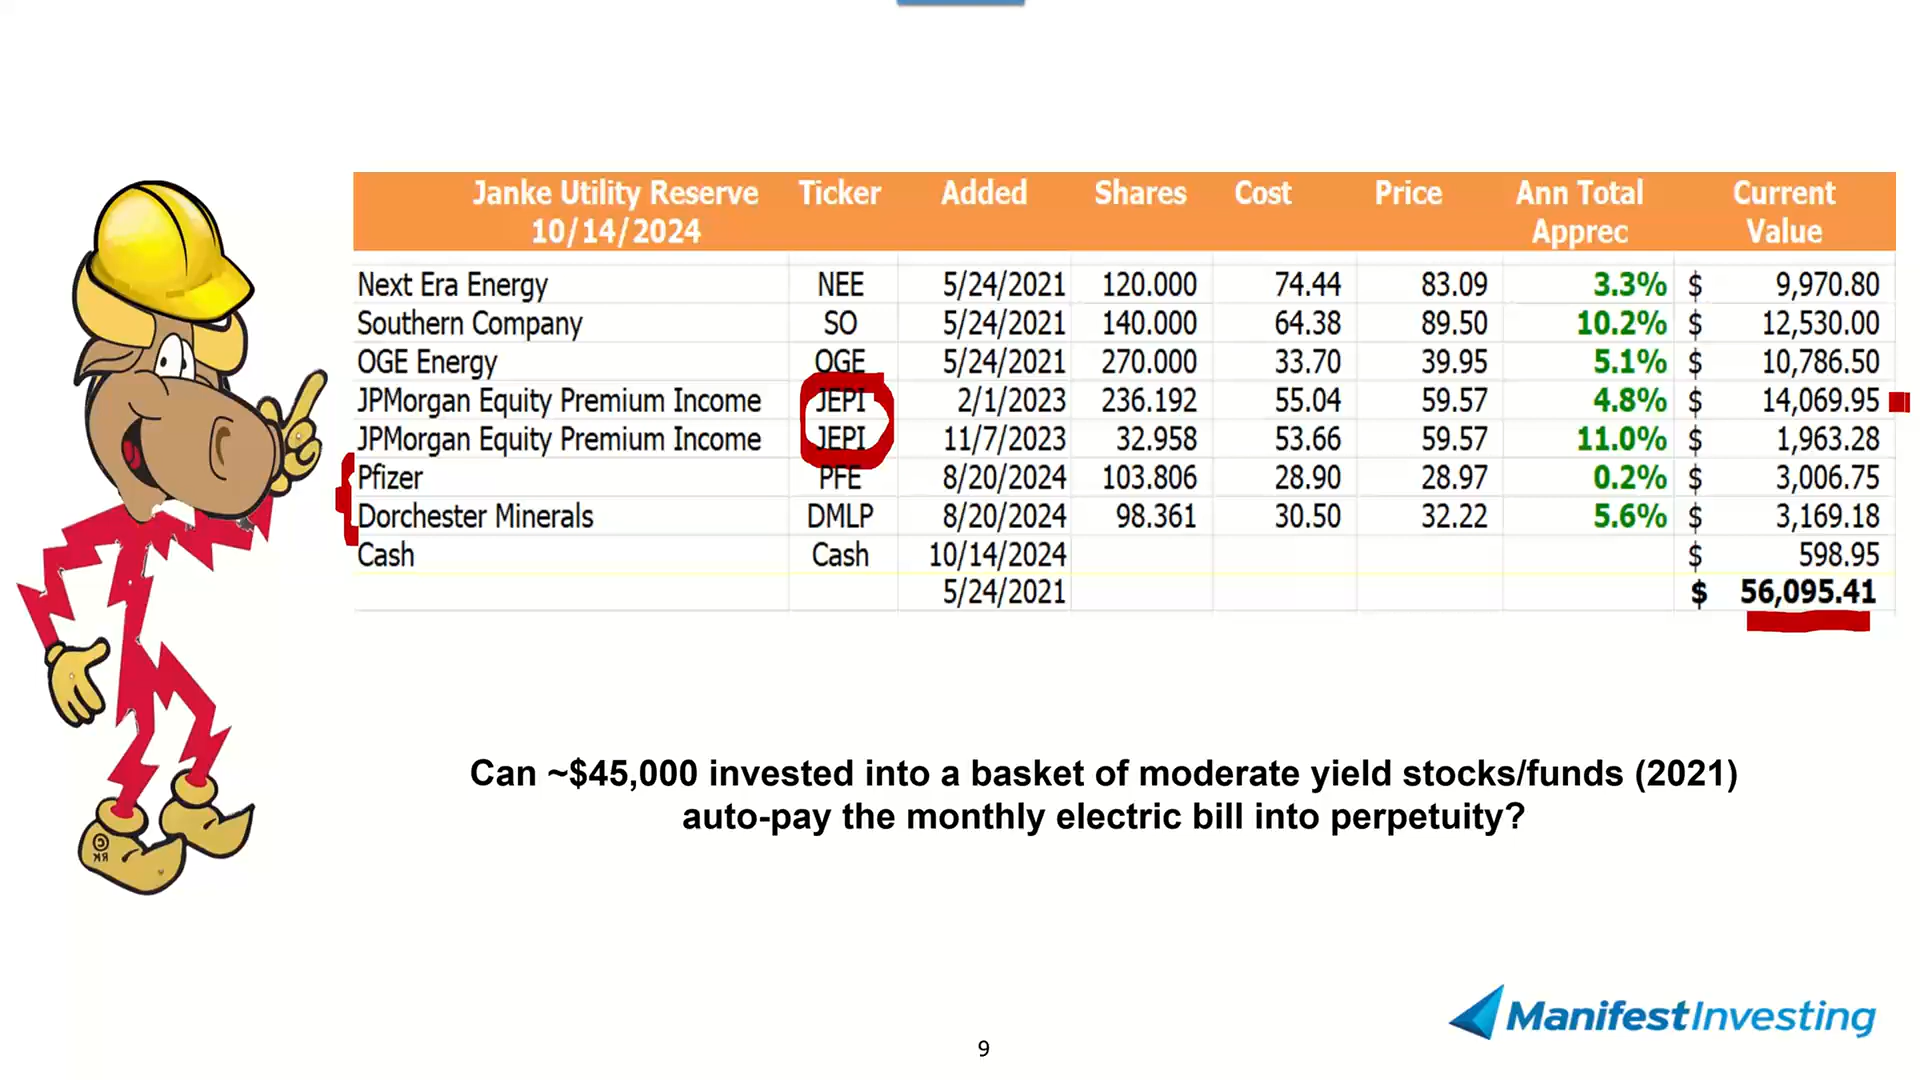 Janke Utility Reserve Ticker Added Shares Cost Price Ann Total Current
10/14/2024 Apprec Value
Next Era Energy NEE 5/24/2021 120.000 74.44 83.09 3.3% $ 9,970.80
Southern Company SO 5/24/2021 140.000 64.38 89.50 10.2% $ 12,530.00
OGE Energy OGE 5/24/2021 270.000 33.70 39.95 5.1% $ 10,786.50
JPMorgan Equity Premium Income JEPI 2/1/2023 236.192 55.04 59.57 4.8% $ 14,069.95
JPMorgan Equity Premium Income JEPI 11/7/2023 32.958 53.66 59.57 11.0% $ 1,963.28
Pfizer PFE 8/20/2024 103.806 28.90 28.97 0.2% $ 3,006.75
Dorchester Minerals DMLP 8/20/2024 98.361 30.50 32.22 5.6% $ 3,169.18
Cash Cash 10/14/2024 $ 598.95
5/24/2021 $ 56,095.41
Can ~$45,000 invested into a basket of moderate yield stocks/funds (2021)
auto-pay the monthly electric bill into perpetuity?
©
ManifestInvesting
9